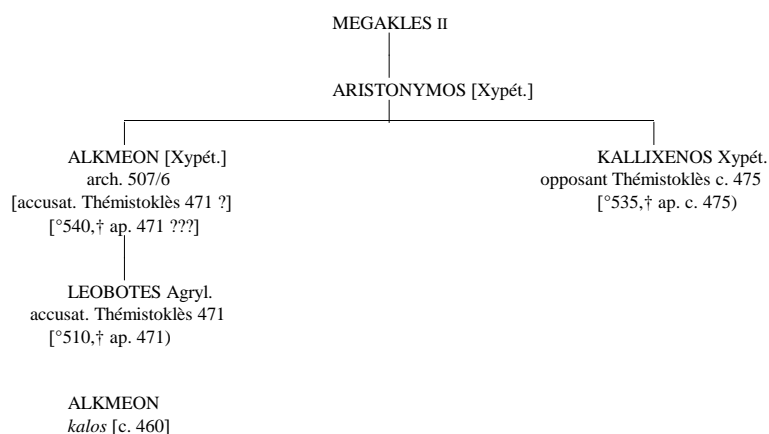 MEGAKLES II
ARISTONYMOS [Xypét.]
ALKMEON [Xypét.]
arch. 507/6
[accusat. Thémistoklès 471 ?]
[°540,† ap. 471 ???]
KALLIXENOS Xypét.
opposant Thémistoklès c. 475
[°535,† ap. c. 475)
LEOBOTES Agryl.
accusat. Thémistoklès 471
[°510,† ap. 471)
ALKMEON
kalos [c. 460]